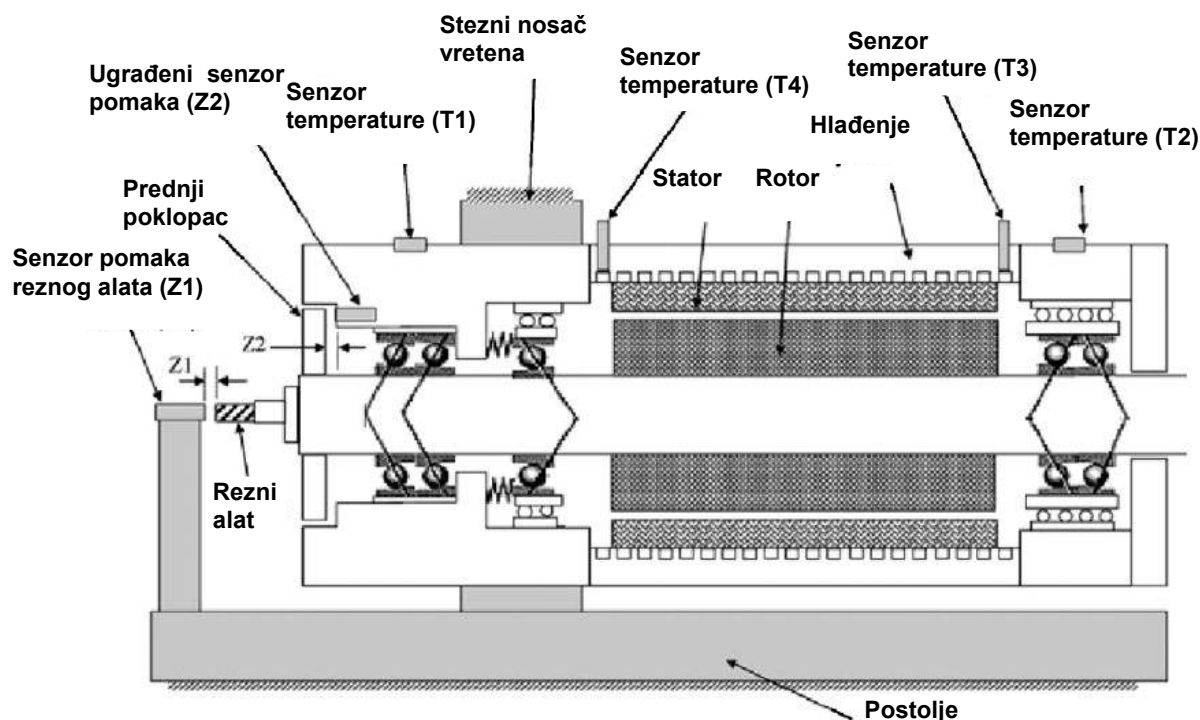 Stezni nosač
vretena
Ugrađeni senzor
pomaka (Z2)
Senzor
temperature (T1)
Senzor
temperature (T4)
Senzor
temperature (T3)
Hlađenje
Senzor
temperature (T2)
Stator
Rotor
Prednji
poklopac
Senzor pomaka
reznog alata (Z1)
Z2
Z1
Rezni
alat
Postolje